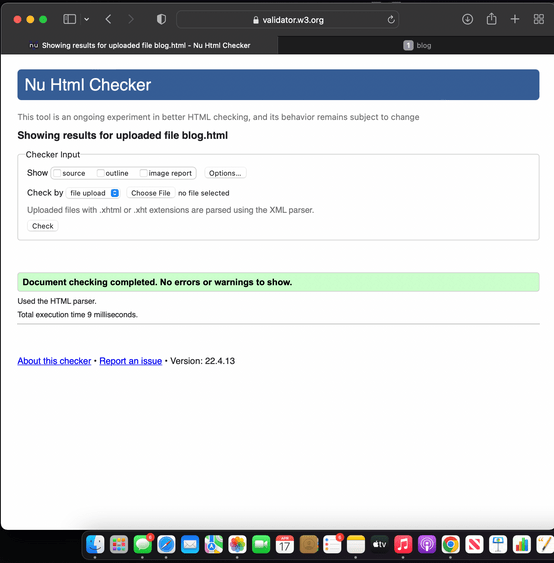 validator.w3.org
nu Showing results for uploaded file blog.html - Nu Html Checker
1 blog
Nu Html Checker
This tool is an ongoing experiment in better HTML checking, and its behavior remains subject to change
Showing results for uploaded file blog.html
Checker Input
Show source outline image report Options...
Check by file upload Choose File no file selected
Uploaded files with .xhtml or .xht extensions are parsed using the XML parser.
Check
Document checking completed. No errors or warnings to show.
Used the HTML parser.
Total execution time 9 milliseconds.
About this checker • Report an issue • Version: 22.4.13
17
tv